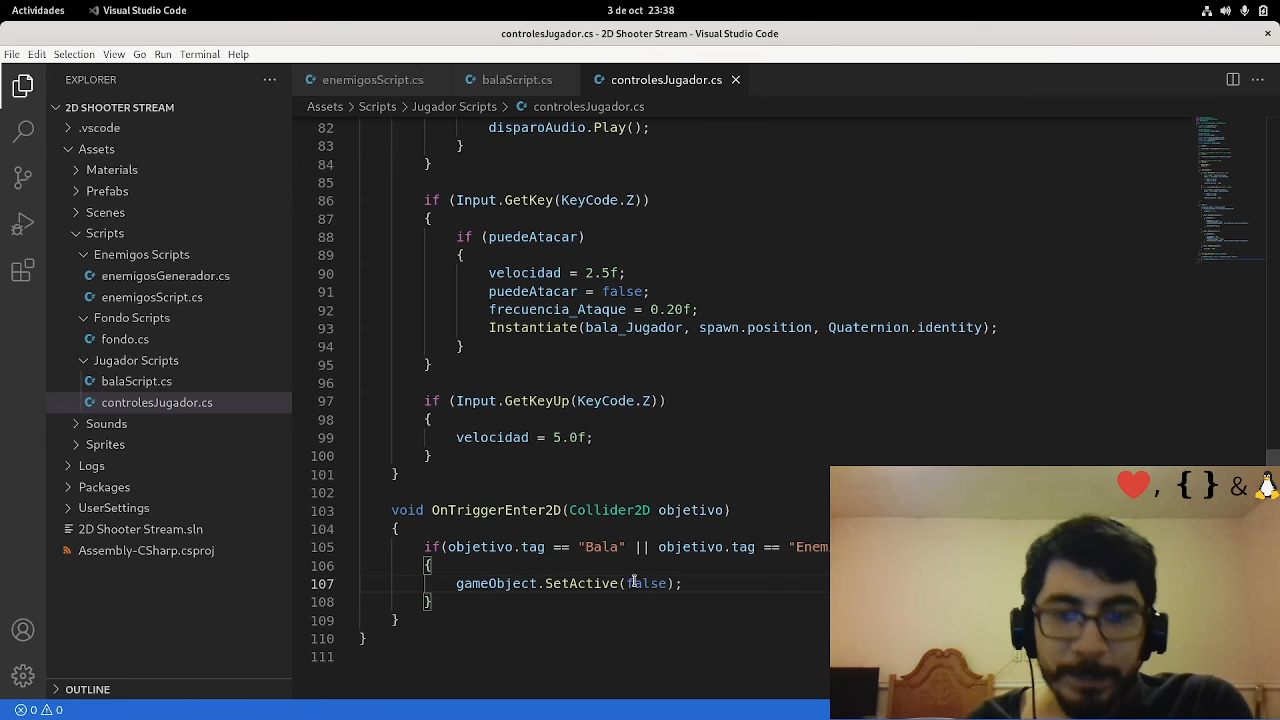 Actividades
Visual Studio Code
3 de oct 23:38
controlesJugador.cs - 2D Shooter Stream - Visual Studio Code
File Edit Selection View Go Run Terminal Help
EXPLORER
2D SHOOTER STREAM
.vscode
Assets
Materials
Prefabs
Scenes
Scripts
Enemigos Scripts
enemigosGenerador.cs
enemigosScript.cs
Fondo Scripts
fondo.cs
Jugador Scripts
balaScript.cs
controlesJugador.cs
Sounds
Sprites
Logs
Packages
UserSettings
2D Shooter Stream.sln
Assembly-CSharp.csproj
OUTLINE
0 0
enemigosScript.cs balaScript.cs controlesJugador.cs
Assets > Scripts > Jugador Scripts > controlesJugador.cs
82 disparoAudio.Play();
83 }
84 }
85
86 if (Input.GetKey(KeyCode.Z))
87 {
88 if (puedeAtacar)
89 {
90 velocidad = 2.5f;
91 puedeAtacar = false;
92 frecuencia_Ataque = 0.20f;
93 Instantiate(bala_Jugador, spawn.position, Quaternion.identity);
94 }
95 }
96
97 if (Input.GetKeyUp(KeyCode.Z))
98 {
99 velocidad = 5.0f;
100 }
101 }
102
103 void OnTriggerEnter2D(Collider2D objetivo)
104 {
105 if(objetivo.tag == "Bala" || objetivo.tag == "Enem
106 {
107 gameObject.SetActive(false);
108 }
109 }
110 }
111
, { } &